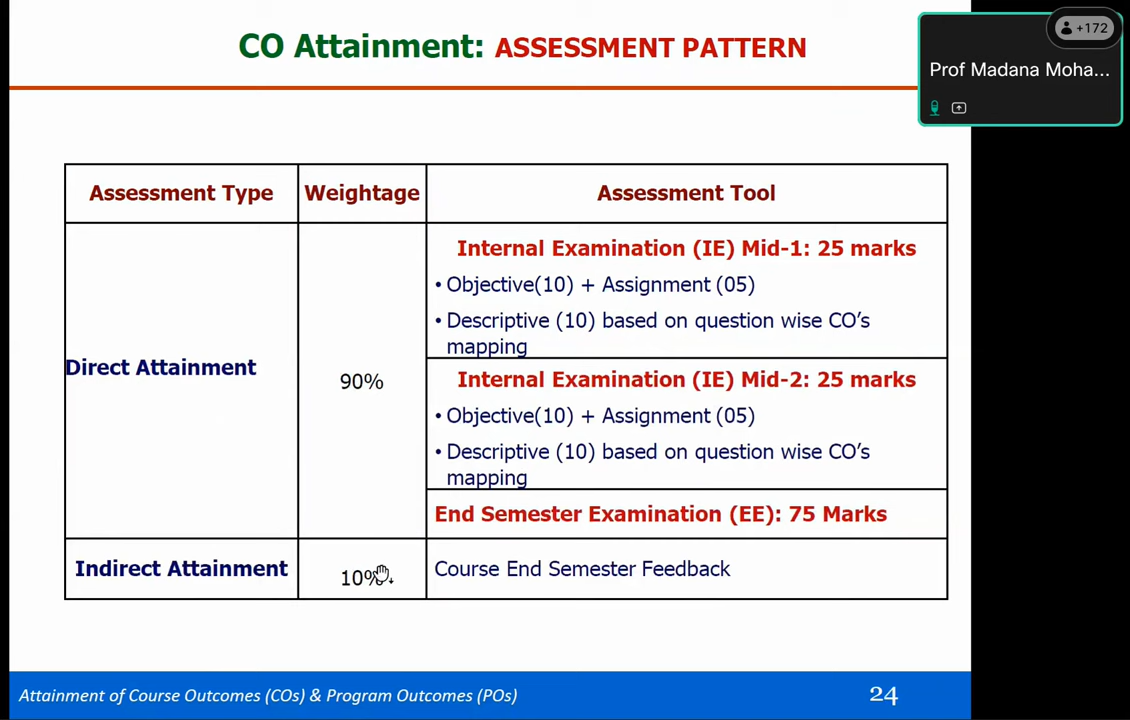 CO Attainment: ASSESSMENT PATTERN
+172
Prof Madana Moha...
Assessment Type
Weightage
Assessment Tool
Direct Attainment
90%
Internal Examination (IE) Mid-1: 25 marks
• Objective(10) + Assignment (05)
• Descriptive (10) based on question wise CO’s
mapping
Internal Examination (IE) Mid-2: 25 marks
• Objective(10) + Assignment (05)
• Descriptive (10) based on question wise CO’s
mapping
End Semester Examination (EE): 75 Marks
Indirect Attainment
10%
Course End Semester Feedback
Attainment of Course Outcomes (COs) & Program Outcomes (POs)
24